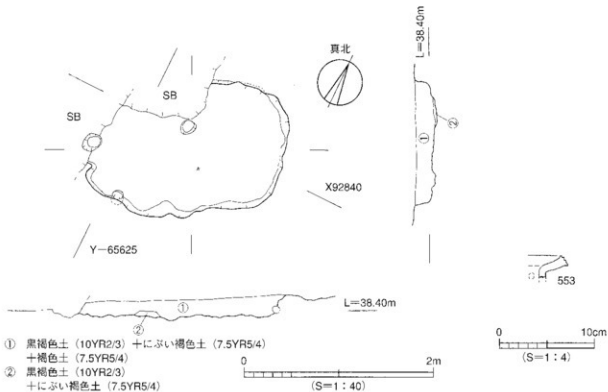 L＝38.40m
真北
SB
SB
②
①
X92840
Y－65625
553
①
L＝38.40m
②
① 黒褐色土（10YR2/3）＋にぶい褐色土（7.5YR5/4）
＋褐色土（7.5YR5/4）
② 黒褐色土（10YR2/3）
＋にぶい褐色土（7.5YR5/4）
0 2m
（S＝1：40）
0 10cm
（S＝1：4）